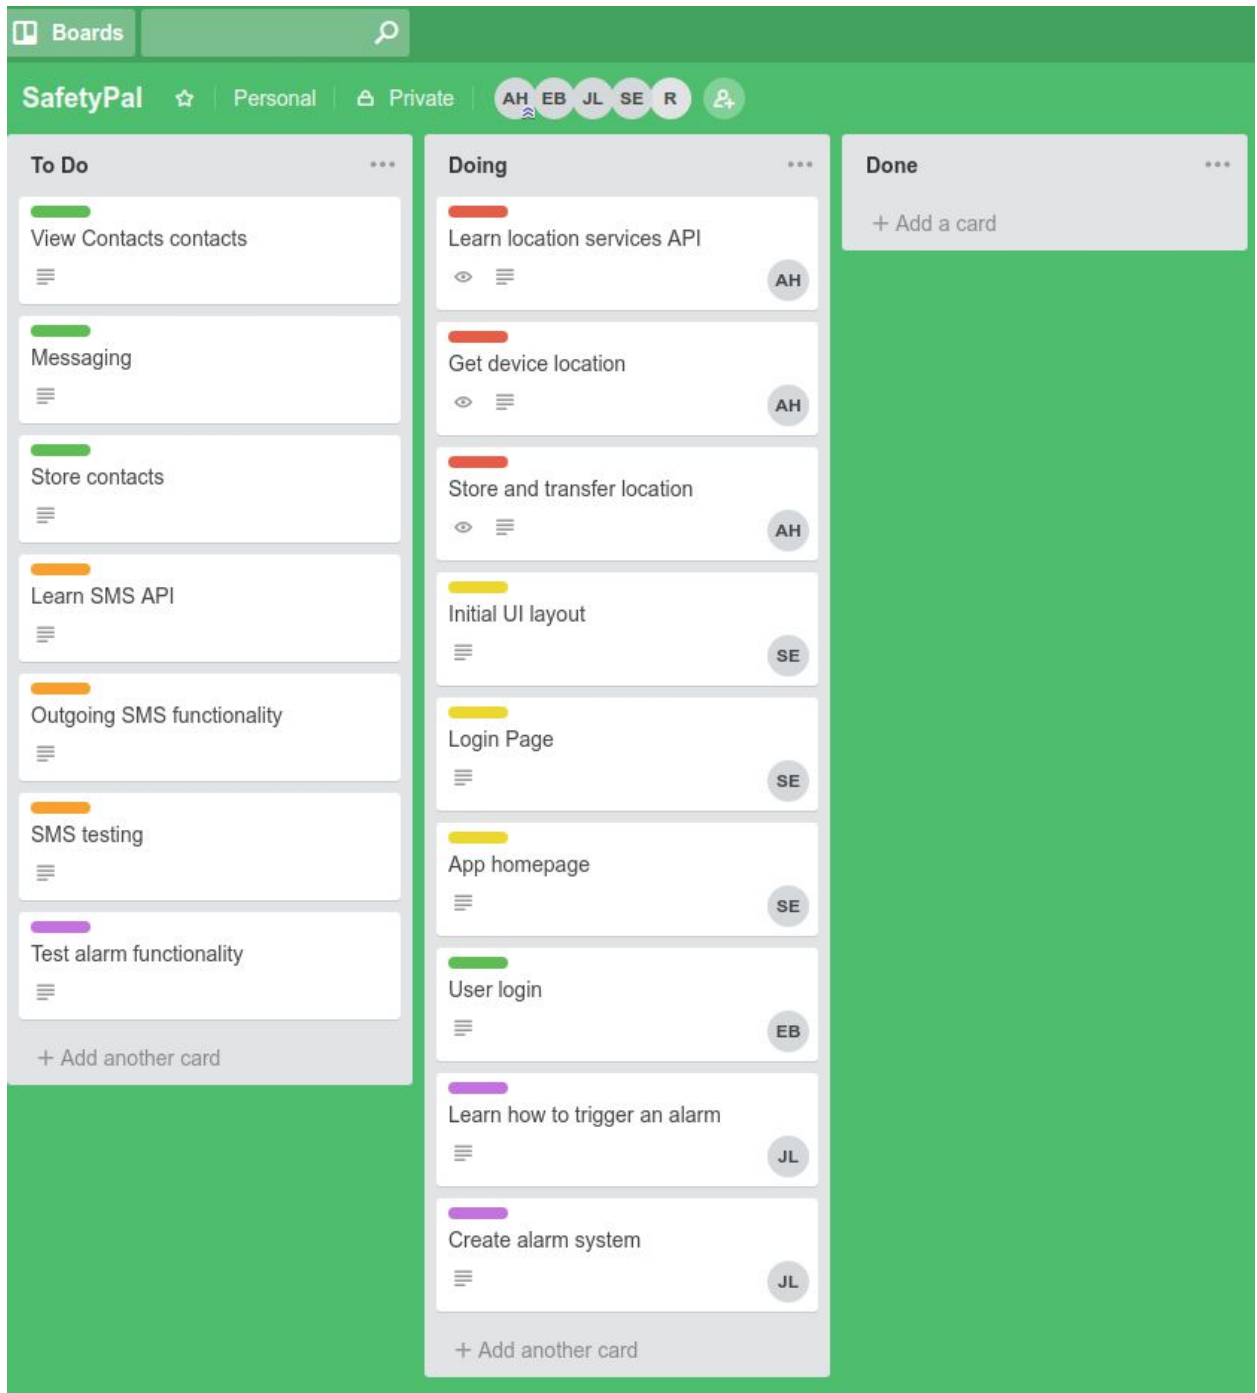 Boards
SafetyPal Personal Private AH EB JL SE R
To Do
View Contacts contacts
Messaging
Store contacts
Learn SMS API
Outgoing SMS functionality
SMS testing
Test alarm functionality
+ Add another card
Doing
Learn location services API
AH
Get device location
AH
Store and transfer location
AH
Initial UI layout
SE
Login Page
SE
App homepage
SE
User login
EB
Learn how to trigger an alarm
JL
Create alarm system
JL
+ Add another card
Done
+ Add a card